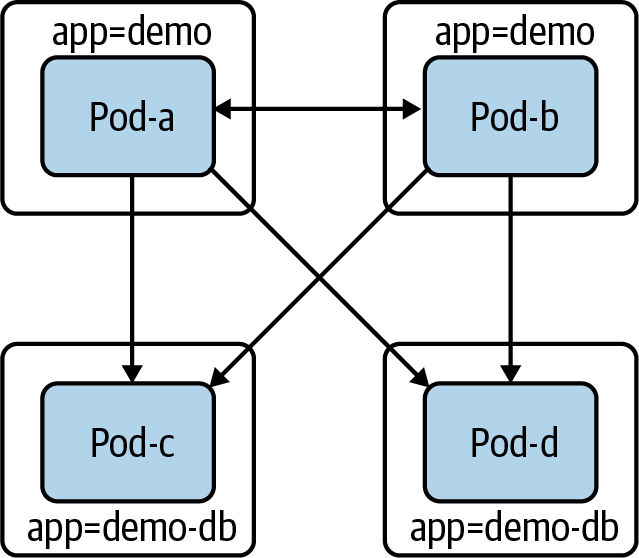 app=demo
Pod-a
app=demo
Pod-b
Pod-c
app=demo-db
Pod-d
app=demo-db